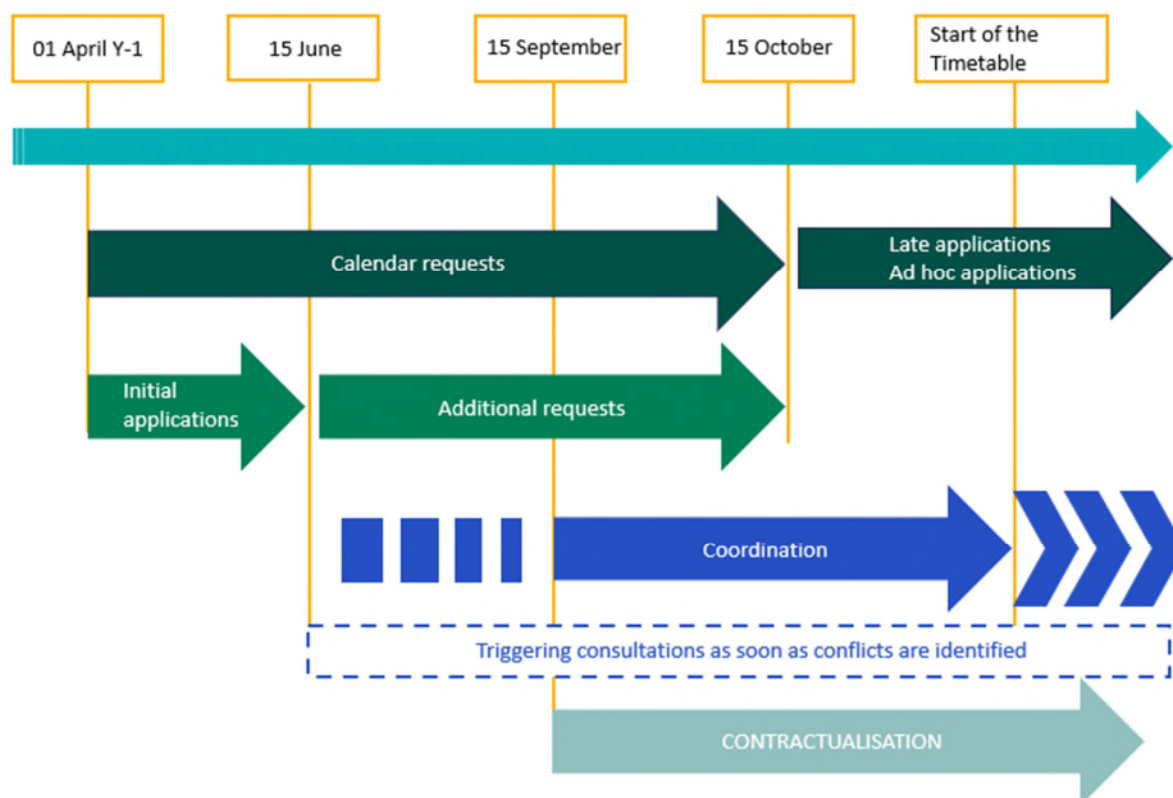 01 April Y-1
15 June
15 September
15 October
Start of the
Timetable
Calendar requests
Late applications
Ad hoc applications
Initial
applications
Additional requests
Coordination
Triggering consultations as soon as conflicts are identified
CONTRACTUALISATION